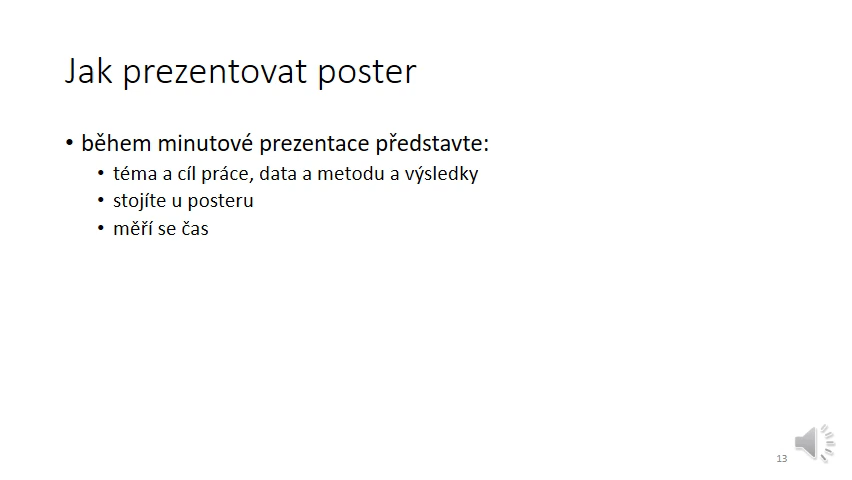 Jak prezentovat poster
• během minutové prezentace představte:
• téma a cíl práce, data a metodu a výsledky
• stojíte u posteru
• měří se čas
13